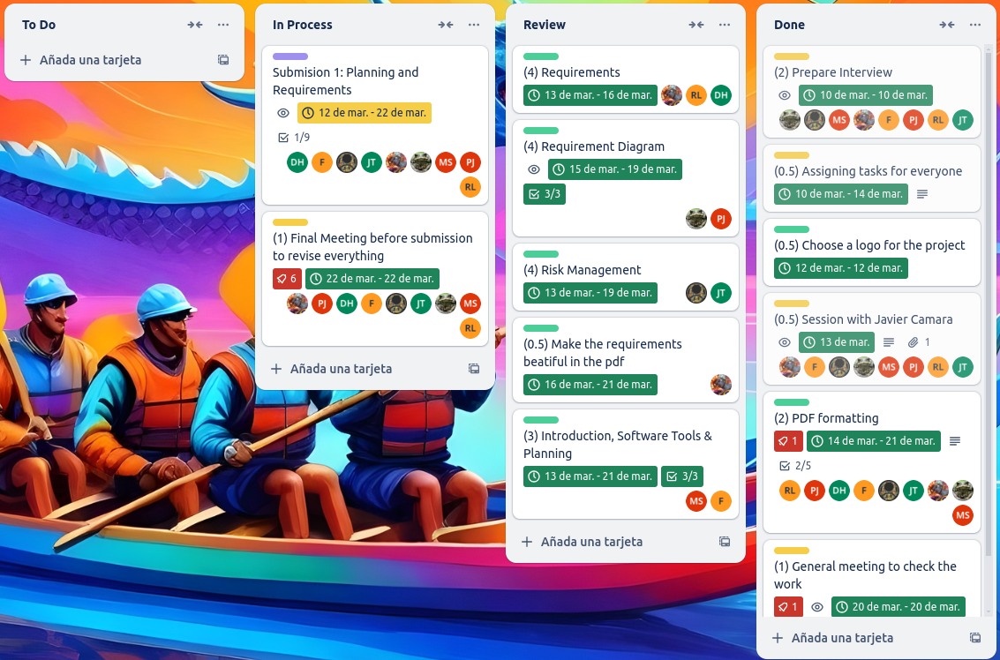 To Do
Añada una tarjeta
In Process
Submision 1: Planning and
Requirements
12 de mar. - 22 de mar.
1/9
DH F JT MS PJ
RL
(1) Final Meeting before submission
to revise everything
6 22 de mar. - 22 de mar.
PJ DH F JT MS
RL
Añada una tarjeta
Review
(4) Requirements
13 de mar. - 16 de mar. RL DH
(4) Requirement Diagram
15 de mar. - 19 de mar.
3/3
PJ
(4) Risk Management
13 de mar. - 19 de mar. JT
(0.5) Make the requirements
beatiful in the pdf
16 de mar. - 21 de mar.
(3) Introduction, Software Tools &
Planning
13 de mar. - 21 de mar. 3/3
MS F
Añada una tarjeta
Done
(2) Prepare Interview
10 de mar. - 10 de mar.
MS F PJ RL JT
(0.5) Assigning tasks for everyone
10 de mar. - 14 de mar.
(0.5) Choose a logo for the project
12 de mar. - 12 de mar.
(0.5) Session with Javier Camara
13 de mar. 1
F MS PJ RL JT
(2) PDF formatting
1 14 de mar. - 21 de mar.
2/5
RL PJ DH F JT
MS
(1) General meeting to check the
work
1 20 de mar. - 20 de mar.
Añada una tarjeta